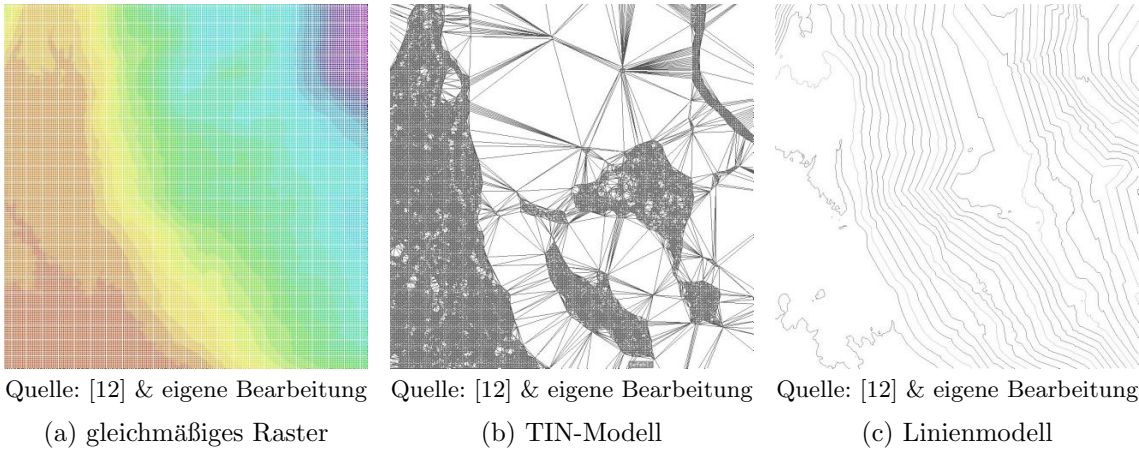 Quelle: [12] & eigene Bearbeitung
(a) gleichmäßiges Raster
Quelle: [12] & eigene Bearbeitung
(b) TIN-Modell
Quelle: [12] & eigene Bearbeitung
(c) Linienmodell